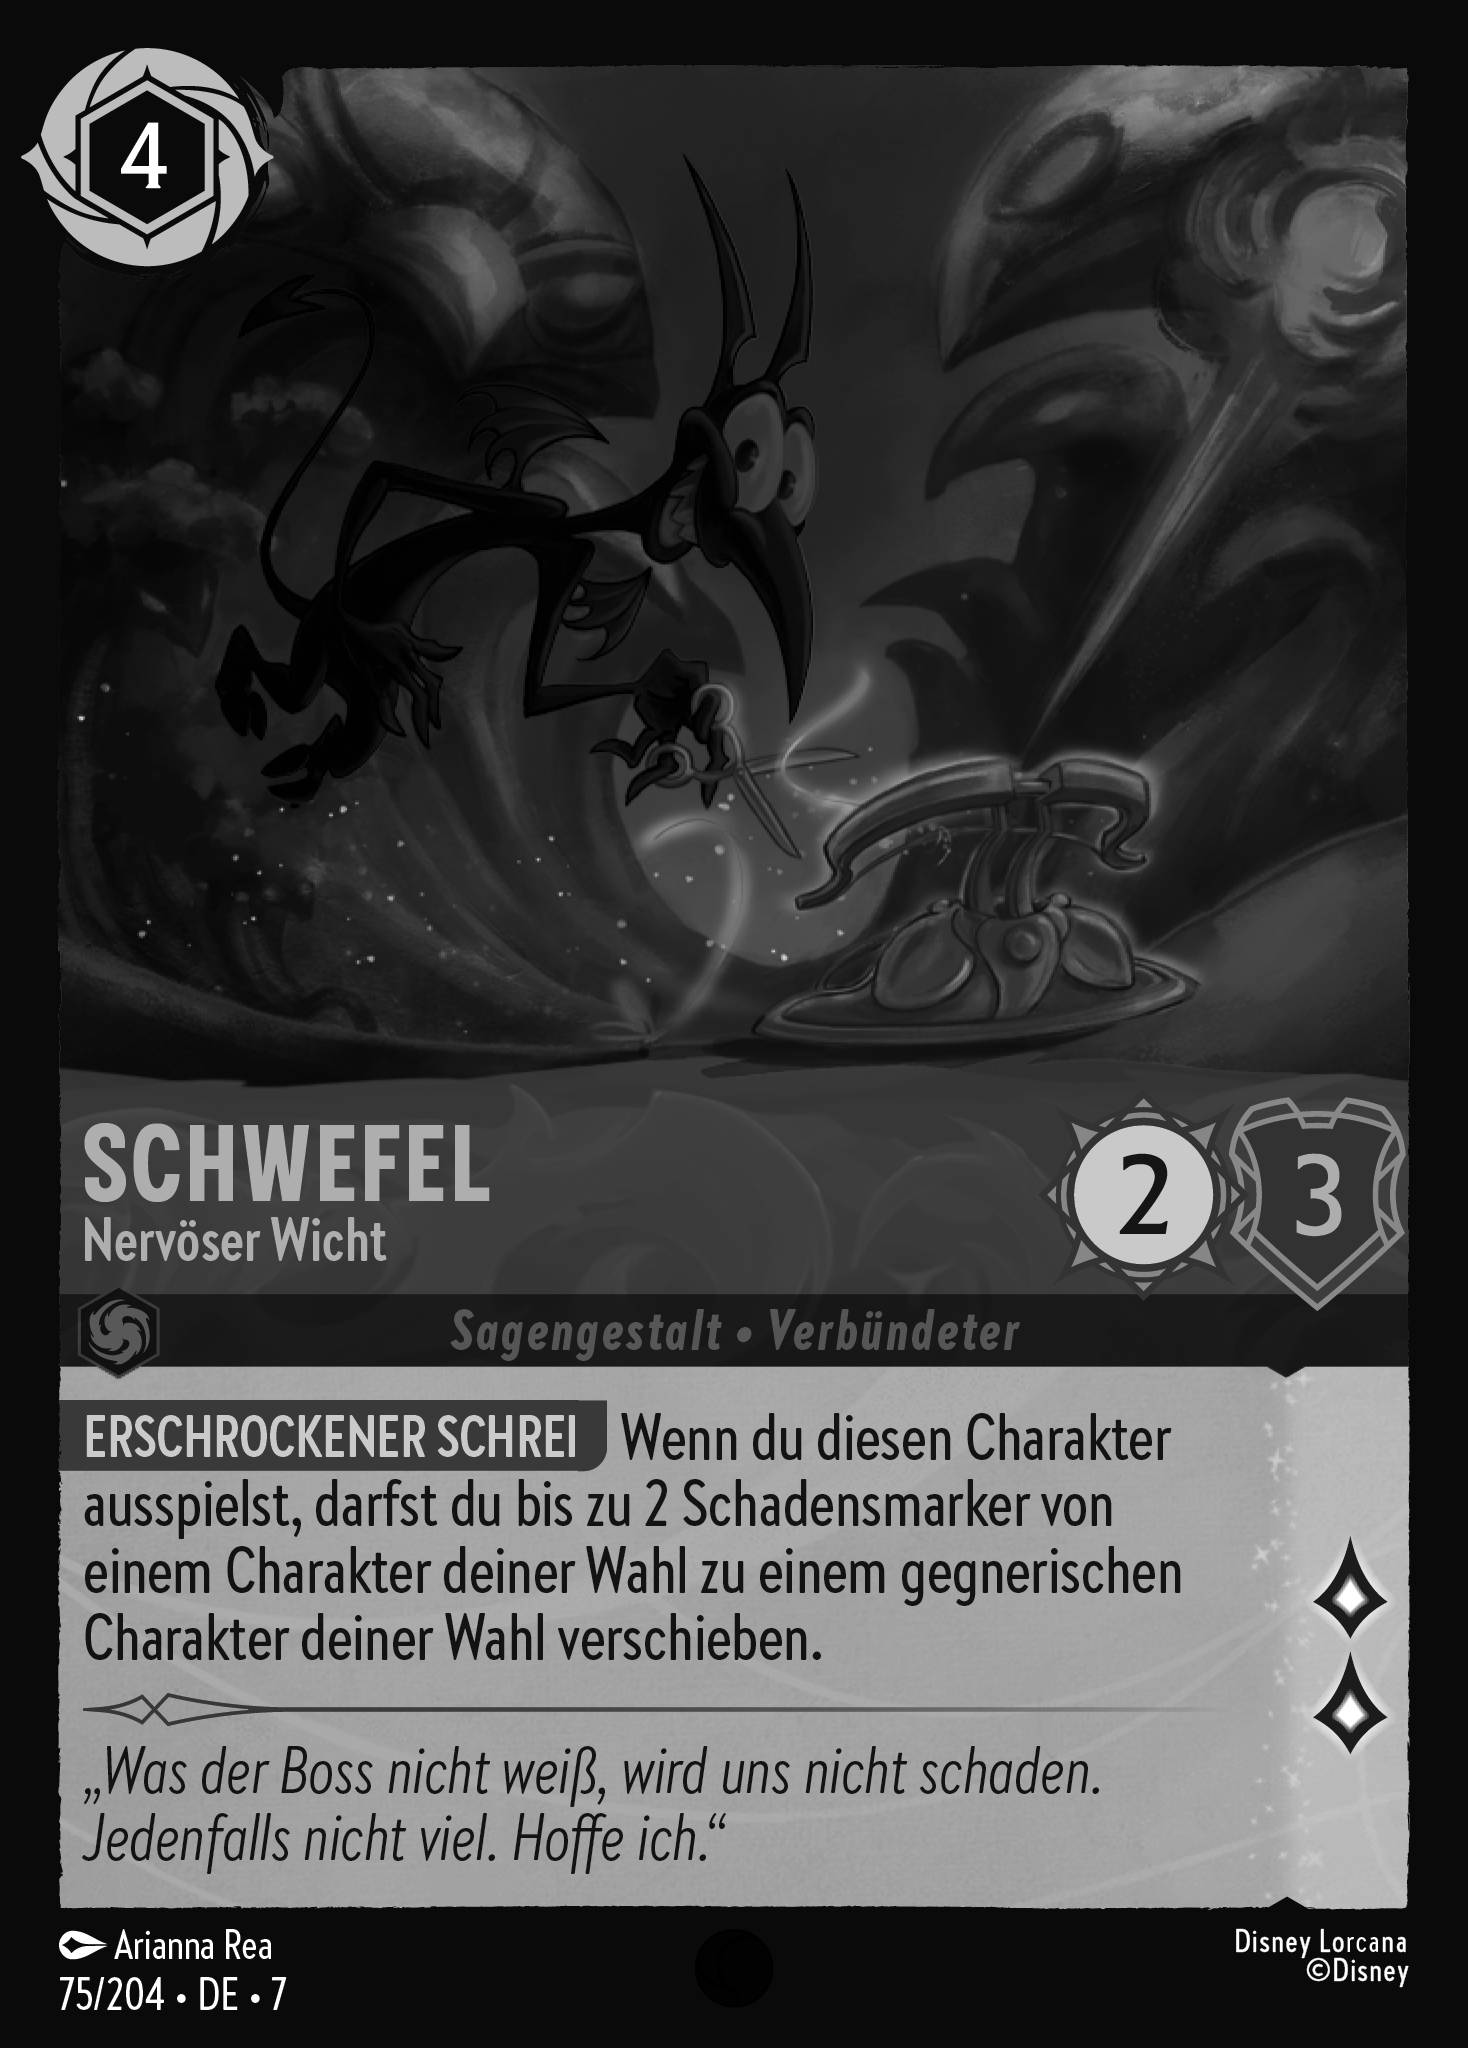 4
SCHWEFEL
Nervöser Wicht
2 3
Sagengestalt • Verbündeter
ERSCHROCKENER SCHREI Wenn du diesen Charakter
ausspielst, darfst du bis zu 2 Schadensmarker von
einem Charakter deiner Wahl zu einem gegnerischen
Charakter deiner Wahl verschieben.
„Was der Boss nicht weiß, wird uns nicht schaden.
Jedenfalls nicht viel. Hoffe ich.“
Arianna Rea
75/204 • DE • 7
Disney Lorcana
©Disney